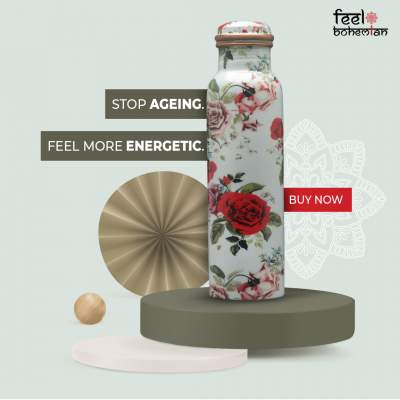 feel
bohemian
STOP AGEING.
FEEL MORE ENERGETIC.
BUY NOW